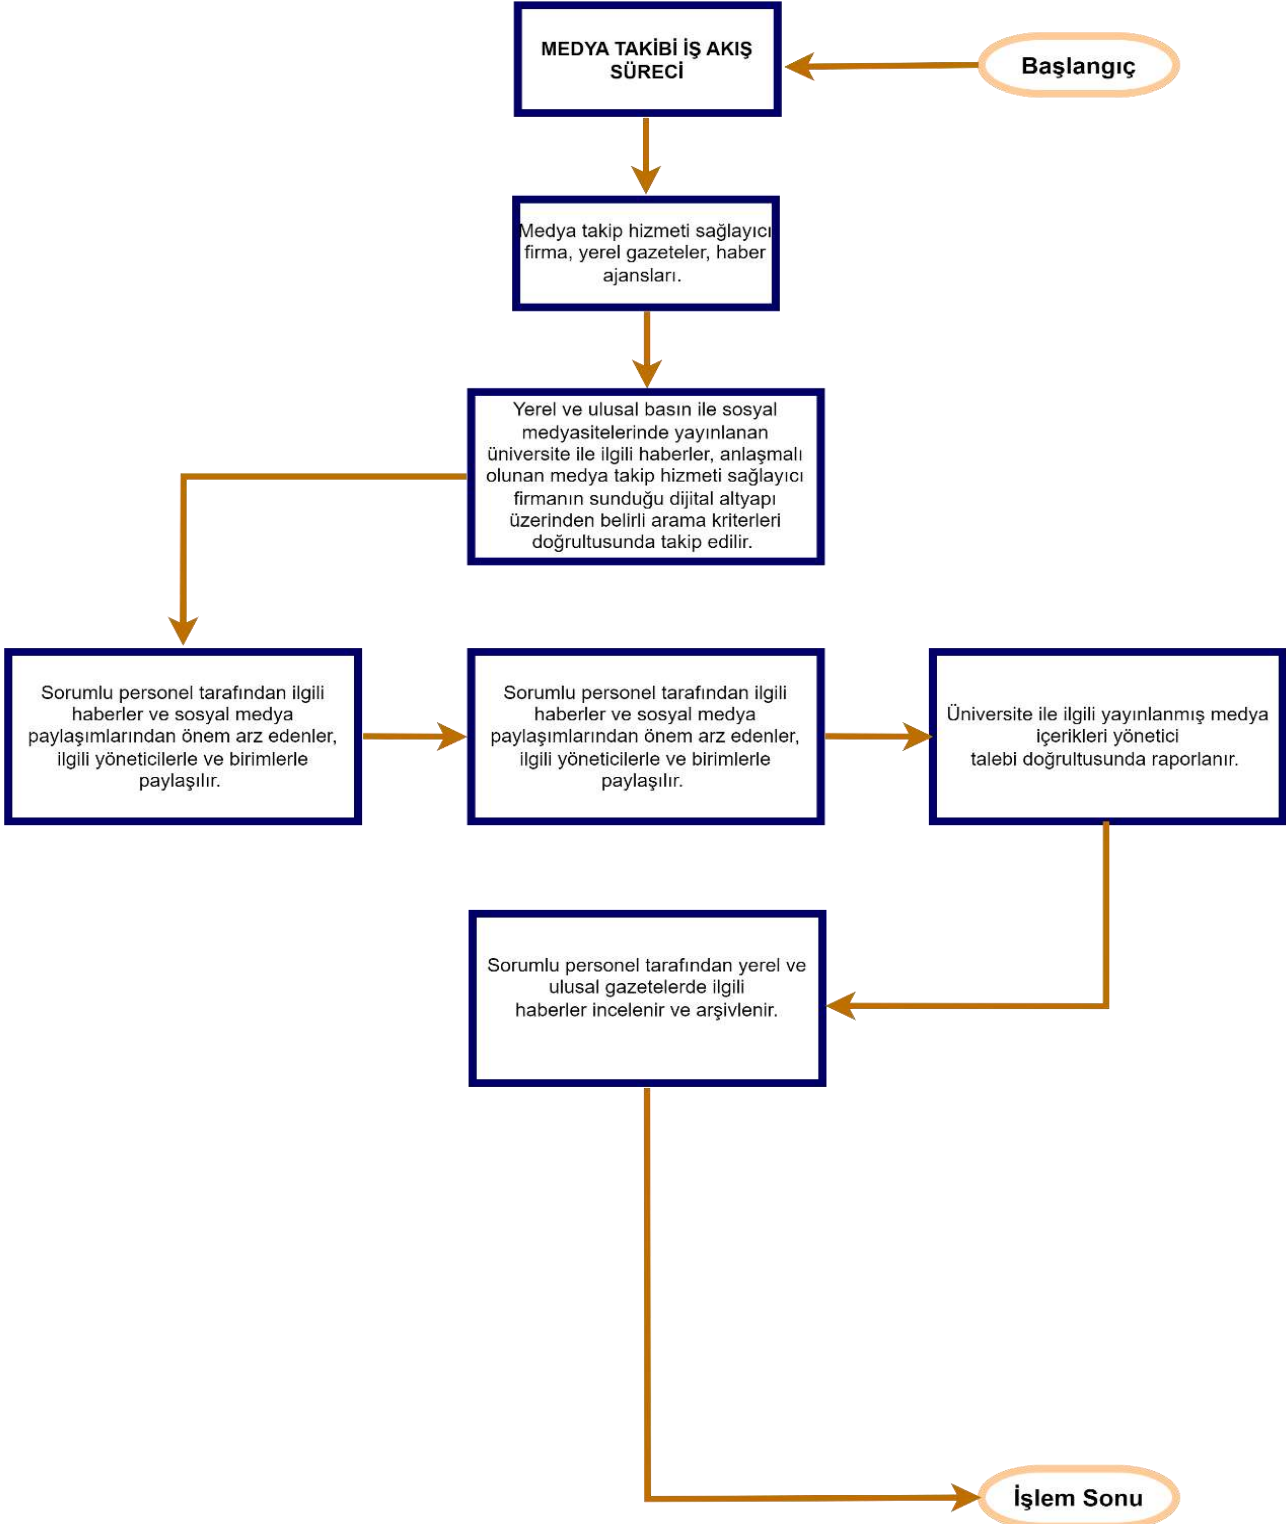 MEDYA TAKİBİ İŞ AKIŞ
SÜRECİ
Başlangıç
Medya takip hizmeti sağlayıcı
firma, yerel gazeteler, haber
ajansları.
Yerel ve ulusal basın ile sosyal
medyasitelerinde yayınlanan
üniversite ile ilgili haberler, anlaşmalı
olunan medya takip hizmeti sağlayıcı
firmanın sunduğu dijital altyapı
üzerinden belirli arama kriterleri
doğrultusunda takip edilir.
Sorumlu personel tarafından ilgili
haberler ve sosyal medya
paylaşımlarından önem arz edenler,
ilgili yöneticilerle ve birimlerle
paylaşılır.
Sorumlu personel tarafından ilgili
haberler ve sosyal medya
paylaşımlarından önem arz edenler,
ilgili yöneticilerle ve birimlerle
paylaşılır.
Üniversite ile ilgili yayınlanmış medya
içerikleri yönetici
talebi doğrultusunda raporlanır.
Sorumlu personel tarafından yerel ve
ulusal gazetelerde ilgili
haberler incelenir ve arşivlenir.
İşlem Sonu